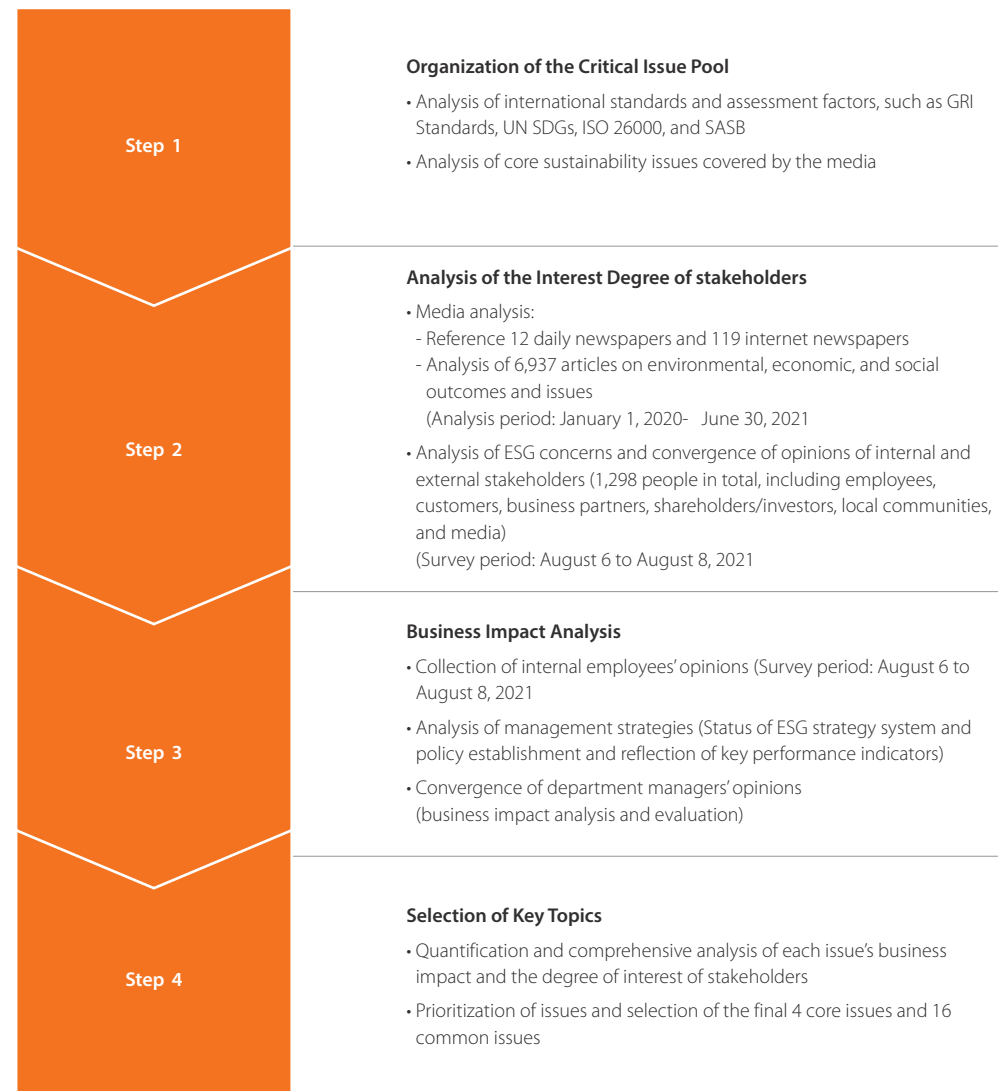 Step 1
Organization of the Critical Issue Pool
• Analysis of international standards and assessment factors, such as GRI
Standards, UN SDGs, ISO 26000, and SASB
• Analysis of core sustainability issues covered by the media
Step 2
Analysis of the Interest Degree of stakeholders
• Media analysis:
- Reference 12 daily newspapers and 119 internet newspapers
- Analysis of 6,937 articles on environmental, economic, and social
outcomes and issues
(Analysis period: January 1, 2020- June 30, 2021
• Analysis of ESG concerns and convergence of opinions of internal and
external stakeholders (1,298 people in total, including employees,
customers, business partners, shareholders/investors, local communities,
and media)
(Survey period: August 6 to August 8, 2021
Step 3
Business Impact Analysis
• Collection of internal employees' opinions (Survey period: August 6 to
August 8, 2021
• Analysis of management strategies (Status of ESG strategy system and
policy establishment and reflection of key performance indicators)
• Convergence of department managers' opinions
(business impact analysis and evaluation)
Step 4
Selection of Key Topics
• Quantification and comprehensive analysis of each issue's business
impact and the degree of interest of stakeholders
• Prioritization of issues and selection of the final 4 core issues and 16
common issues